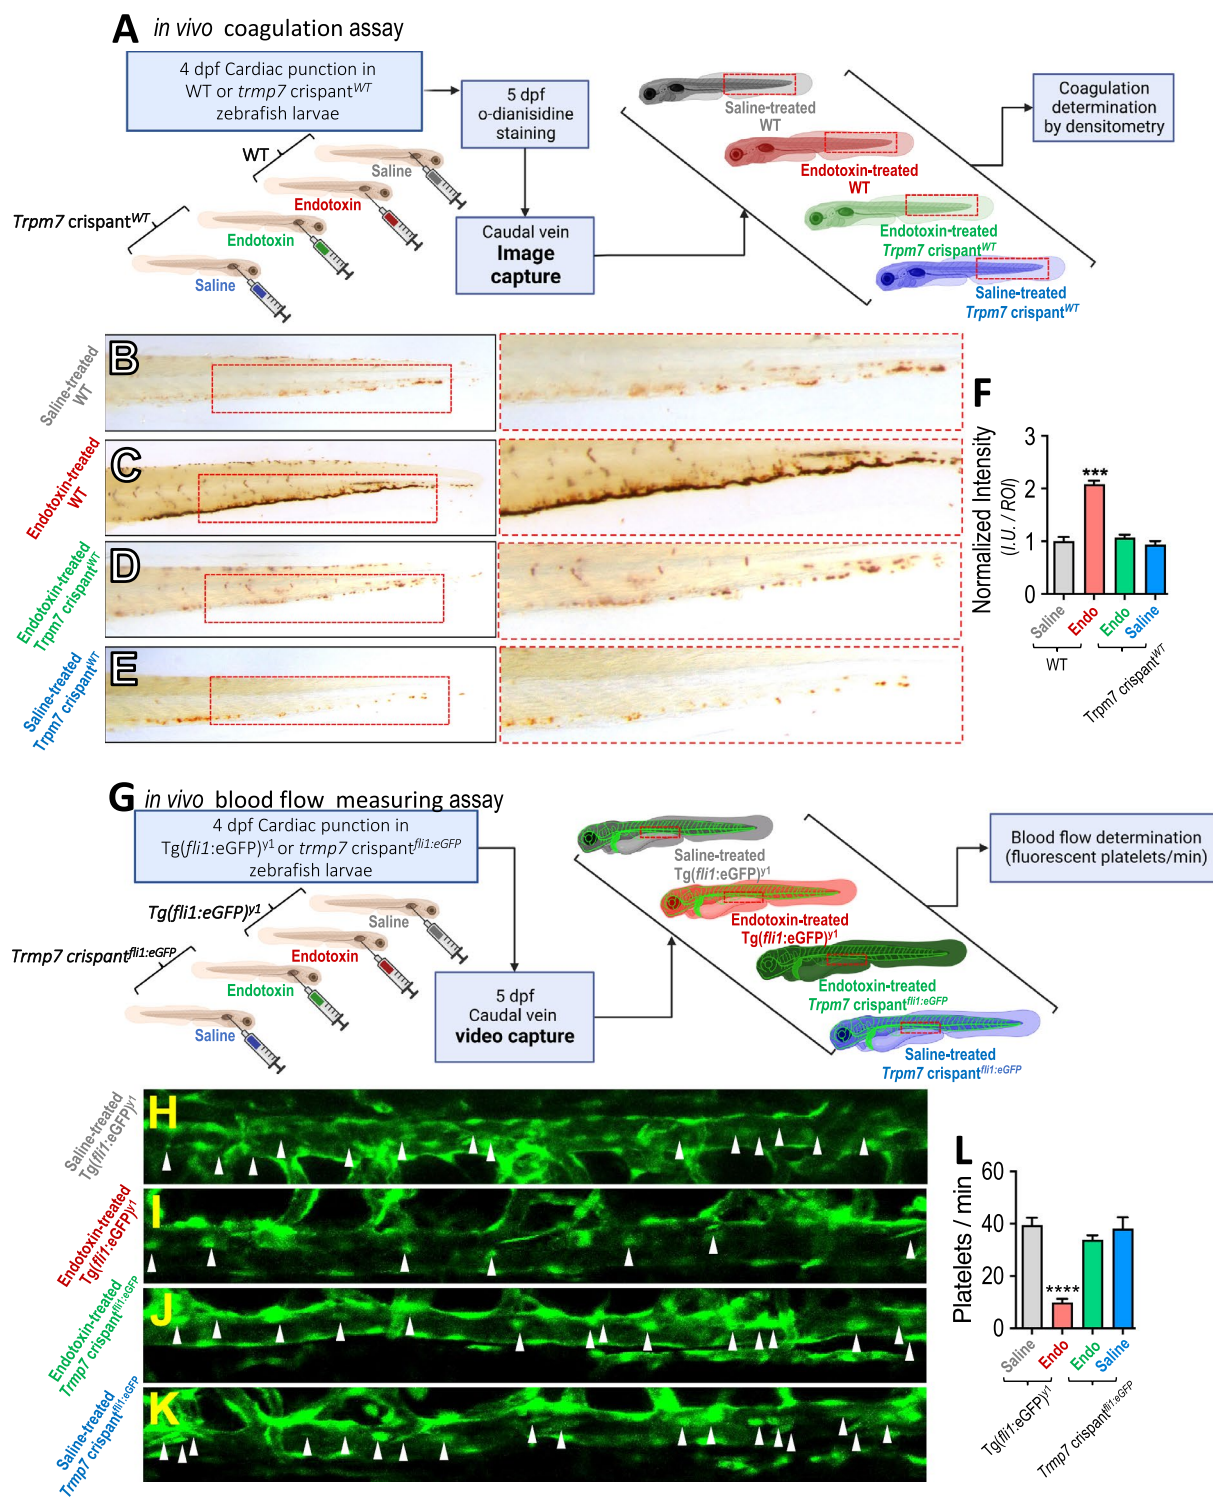 A in vivo coagulation assay
4 dpf Cardiac punction in
WT or trmp7 crispantWT
zebrafish larvae
5 dpf
o-dianisidine
staining
Coagulation
determination
by densitometry
Saline-treated
WT
WT
Saline
Endotoxin-treated
WT
Endotoxin
Trpm7 crispantWT
Endotoxin
Caudal vein
Image
capture
Endotoxin-treated
Trpm7 crispantWT
Saline
Saline-treated
Trpm7 crispantWT
B
Saline-treated
WT
C
Endotoxin-treated
WT
D
Endotoxin-treated
Trpm7 crispantWT
E
Saline-treated
Trpm7 crispantWT
F
Normalized Intensity
(I.U. / ROI)
3
2
1
0
***
Saline
Endo
Endo
Saline
WT
Trpm7 crispantWT
G in vivo blood flow measuring assay
4 dpf Cardiac punction in
Tg(fli1:eGFP)y1 or trmp7 crispantfli1:eGFP
zebrafish larvae
Blood flow determination
(fluorescent platelets/min)
Saline-treated
Tg(fli1:eGFP)y1
Tg(fli1:eGFP)y1
Saline
Endotoxin-treated
Tg(fli1:eGFP)y1
Trmp7 crispantfli1:eGFP
Endotoxin
Endotoxin
5 dpf
Caudal vein
video capture
Endotoxin-treated
Trpm7 crispantfli1:eGFP
Saline
Saline-treated
Trpm7 crispantfli1:eGFP
H
Saline-treated
Tg(fli1:eGFP)y1
I
Endotoxin-treated
Tg(fli1:eGFP)y1
J
Endotoxin-treated
Trmp7 crispantfli1:eGFP
K
Saline-treated
Trmp7 crispantfli1:eGFP
L
Platelets / min
60
40
20
0
****
Saline
Endo
Endo
Saline
Tg(fli1:eGFP)y1
Trmp7 crispantfli1:eGFP